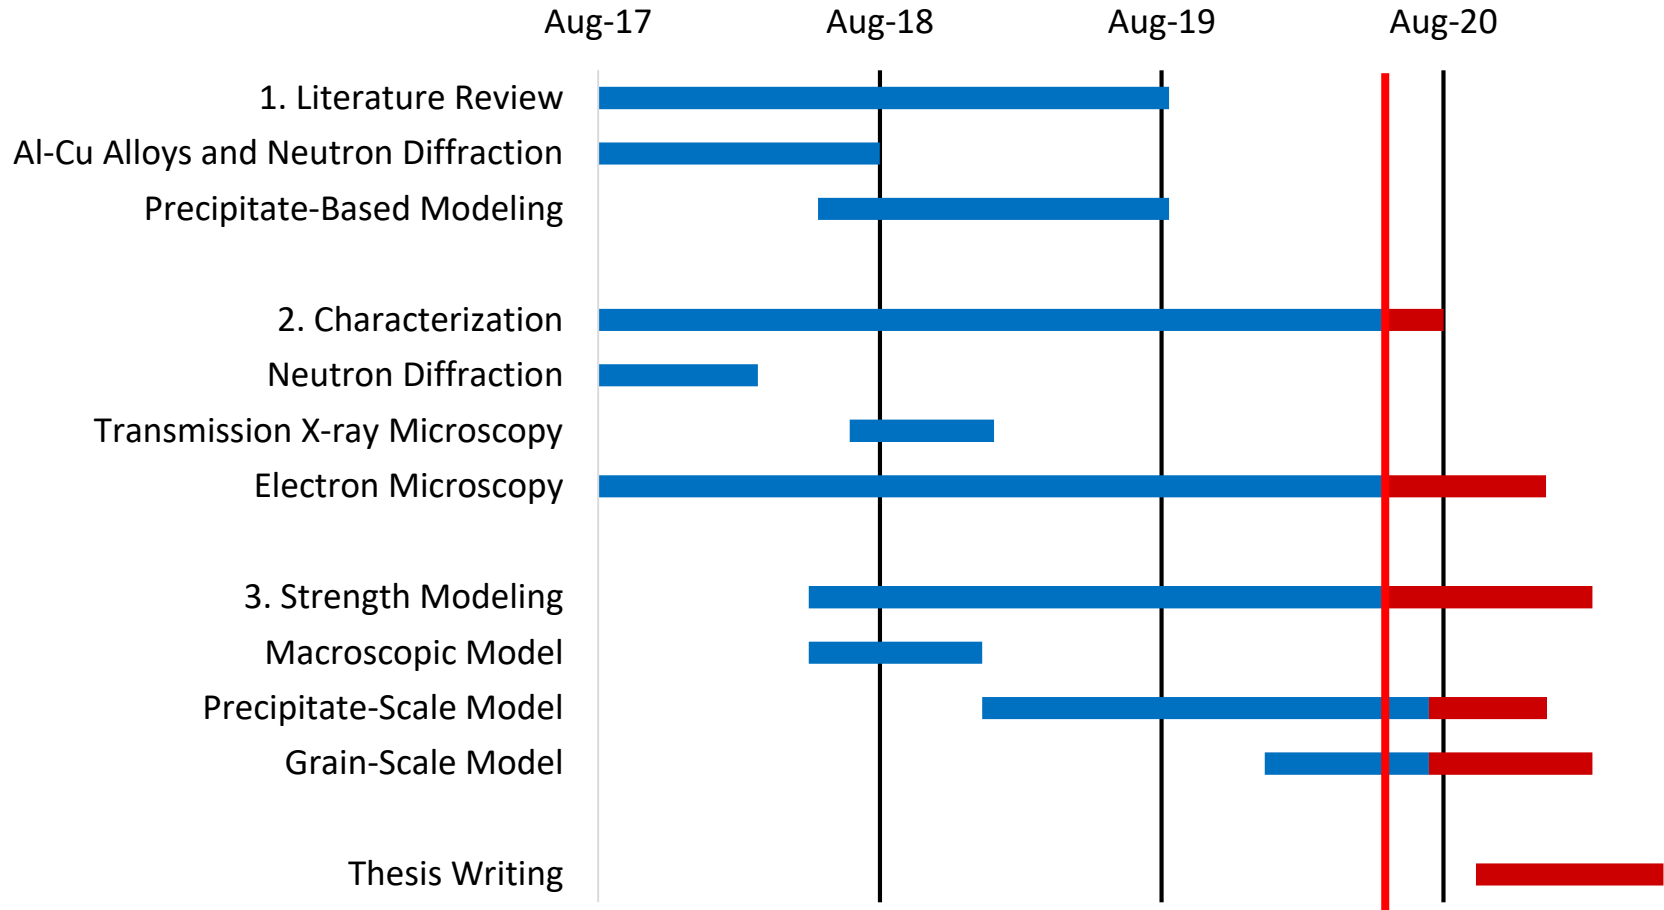 Aug-17 Aug-18 Aug-19 Aug-20
1. Literature Review
Al-Cu Alloys and Neutron Diffraction
Precipitate-Based Modeling
2. Characterization
Neutron Diffraction
Transmission X-ray Microscopy
Electron Microscopy
3. Strength Modeling
Macroscopic Model
Precipitate-Scale Model
Grain-Scale Model
Thesis Writing